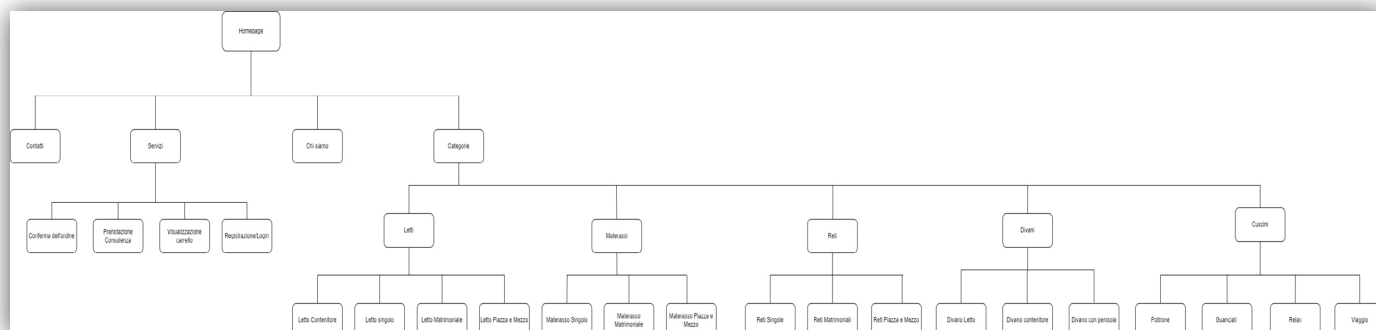 Homepage
Contatti
Servizi
Chi siamo
Categorie
Conferma dell'ordine
Prenotazione
Consulenza
Visualizzazione
carrello
Registrazione/Login
Letti
Materassi
Reti
Divani
Cuscini
Letto Contenitore
Letto singolo
Letto Matrimoniale
Letto Piazza e Mezzo
Materasso Singolo
Materasso
Matrimoniale
Materasso Piazza e
Mezzo
Reti Singole
Reti Matrimoniali
Reti Piazza e Mezzo
Divano Letto
Divano contenitore
Divano con penisola
Poltrone
Guanciali
Relax
Viaggio